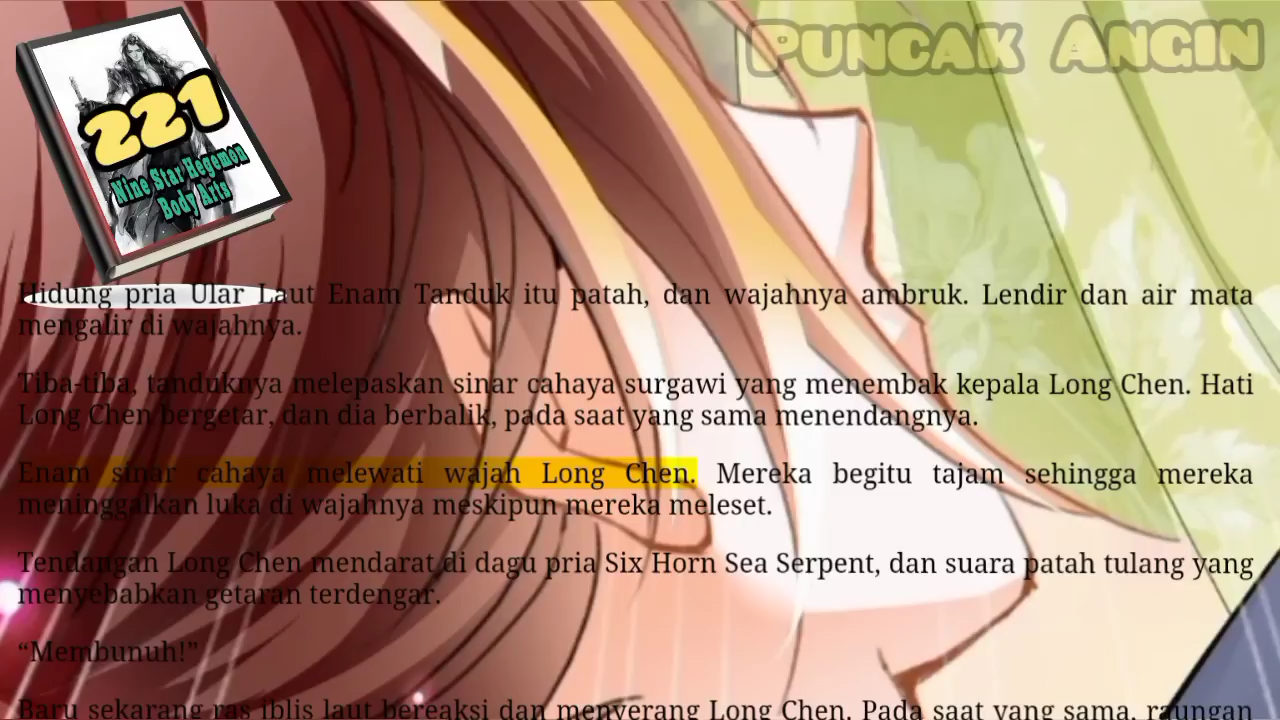 Puncak Angin
221
Nine Star Hegemon
Body Arts
Hidung pria Ular Laut Enam Tanduk itu patah, dan wajahnya ambruk. Lendir dan air mata
mengalir di wajahnya.
Tiba-tiba, tanduknya melepaskan sinar cahaya surgawi yang menembak kepala Long Chen. Hati
Long Chen bergetar, dan dia berbalik, pada saat yang sama menendangnya.
Enam sinar cahaya melewati wajah Long Chen. Mereka begitu tajam sehingga mereka
meninggalkan luka di wajahnya meskipun mereka meleset.
Tendangan Long Chen mendarat di dagu pria Six Horn Sea Serpent, dan suara patah tulang yang
menyebabkan getaran terdengar.
“Membunuh!”
Baru sekarang ras iblis laut bereaksi dan menyerang Long Chen. Pada saat yang sama, raungan